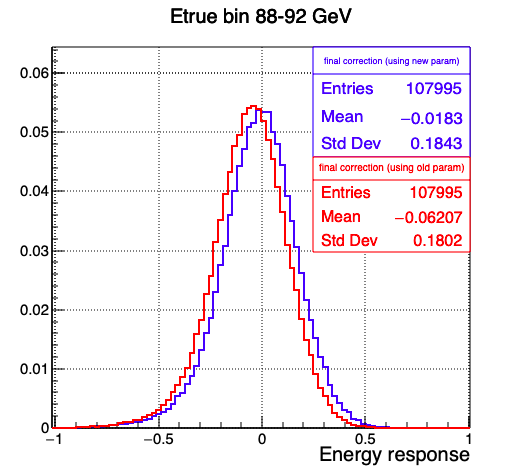 Etrue bin 88-92 GeV
final correction (using new param)
Entries 107995
Mean −0.0183
Std Dev 0.1843
final correction (using old param)
Entries 107995
Mean −0.06207
Std Dev 0.1802
0.06
0.05
0.04
0.03
0.02
0.01
0
−1 −0.5 0 0.5 1
Energy response